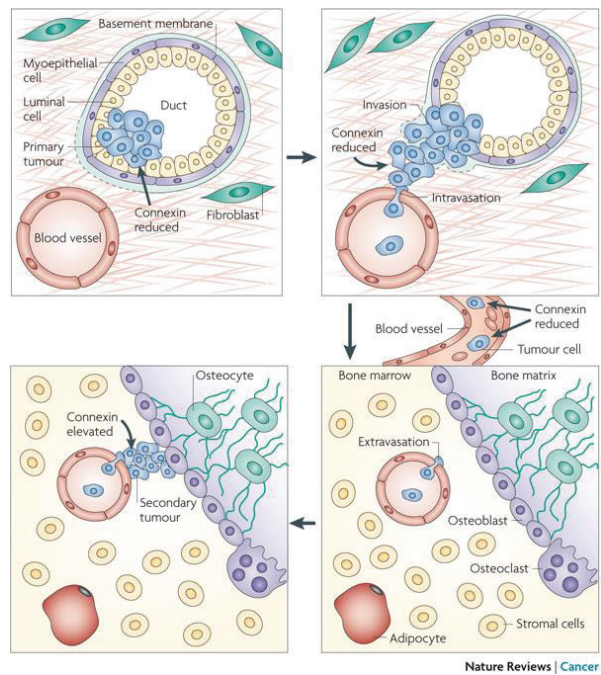 Basement membrane
Myoepithelial
cell
Luminal
cell
Duct
Primary
tumour
Connexin
reduced
Fibroblast
Blood vessel
Invasion
Connexin
reduced
Intravasation
Blood vessel
Connexin
reduced
Tumour cell
Bone marrow
Bone matrix
Extravasation
Osteoblast
Osteoclast
Stromal cells
Adipocyte
Osteocyte
Connexin
elevated
Secondary
tumour
Nature Reviews | Cancer